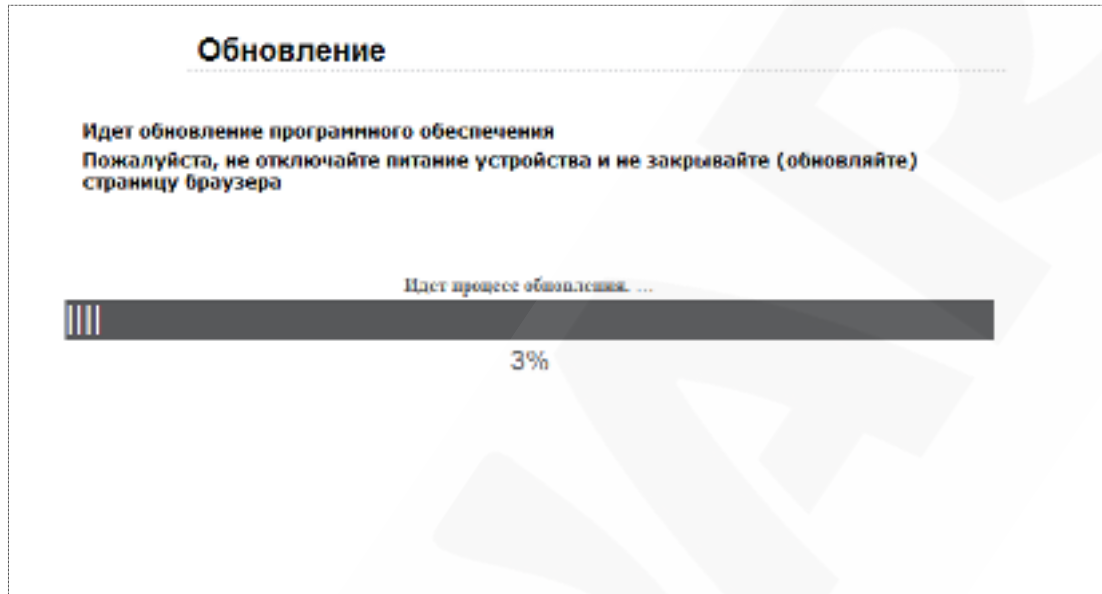 Обновление
Идет обновление программного обеспечения
Пожалуйста, не отключайте питание устройства и не закрывайте (обновляйте)
страницу браузера
Идет процесс обновления. ...
3%